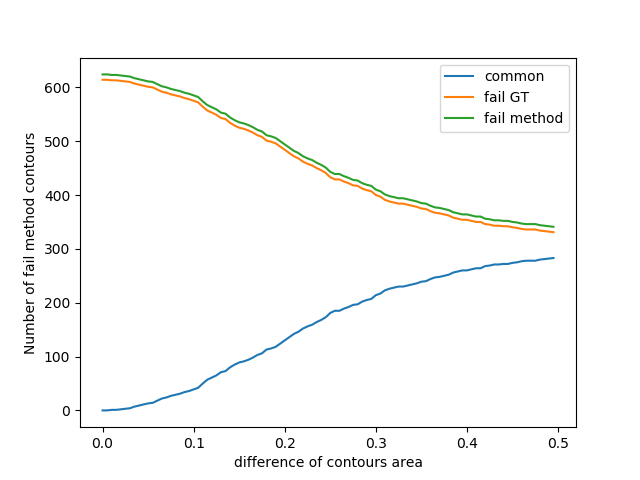 common
fail GT
fail method
Number of fail method contours
600
500
400
300
200
100
0
0.0 0.1 0.2 0.3 0.4 0.5
difference of contours area